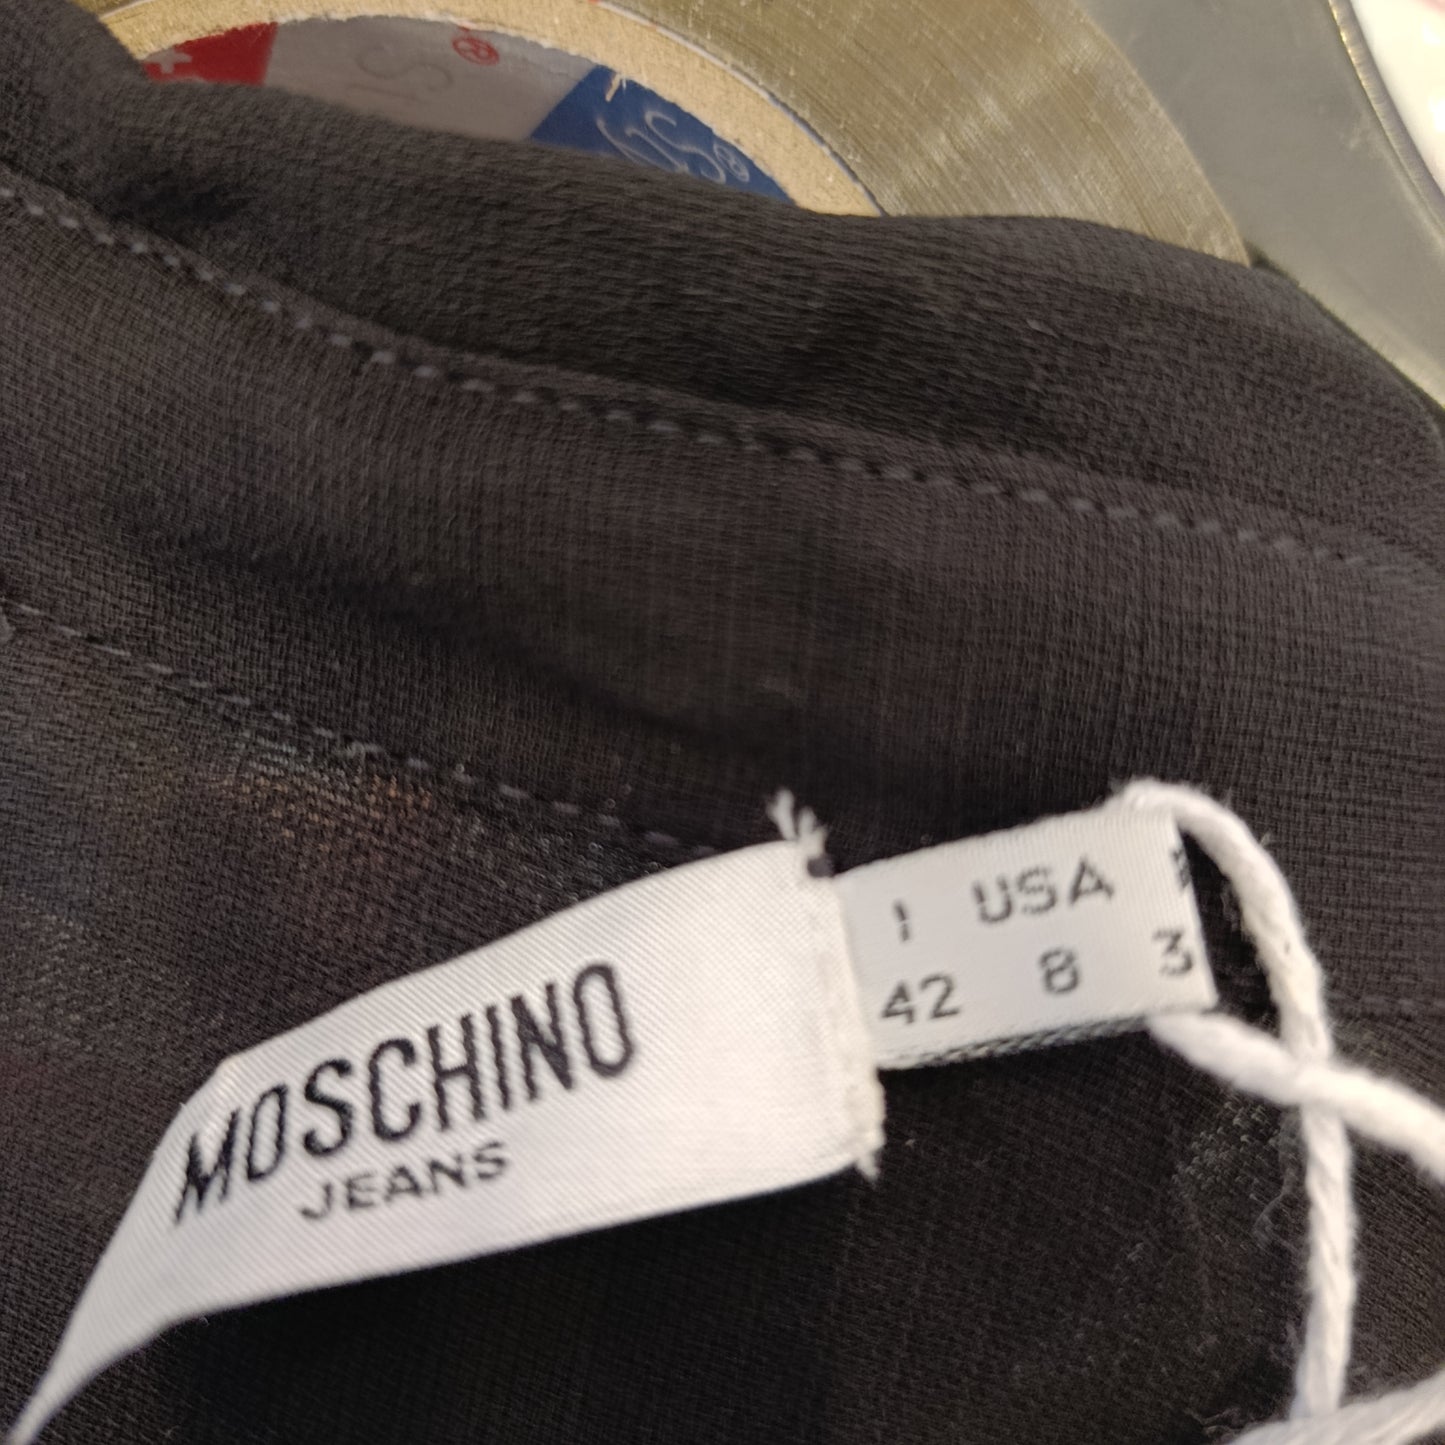 MOSCHINO
JEANS
I USA
42 8 3